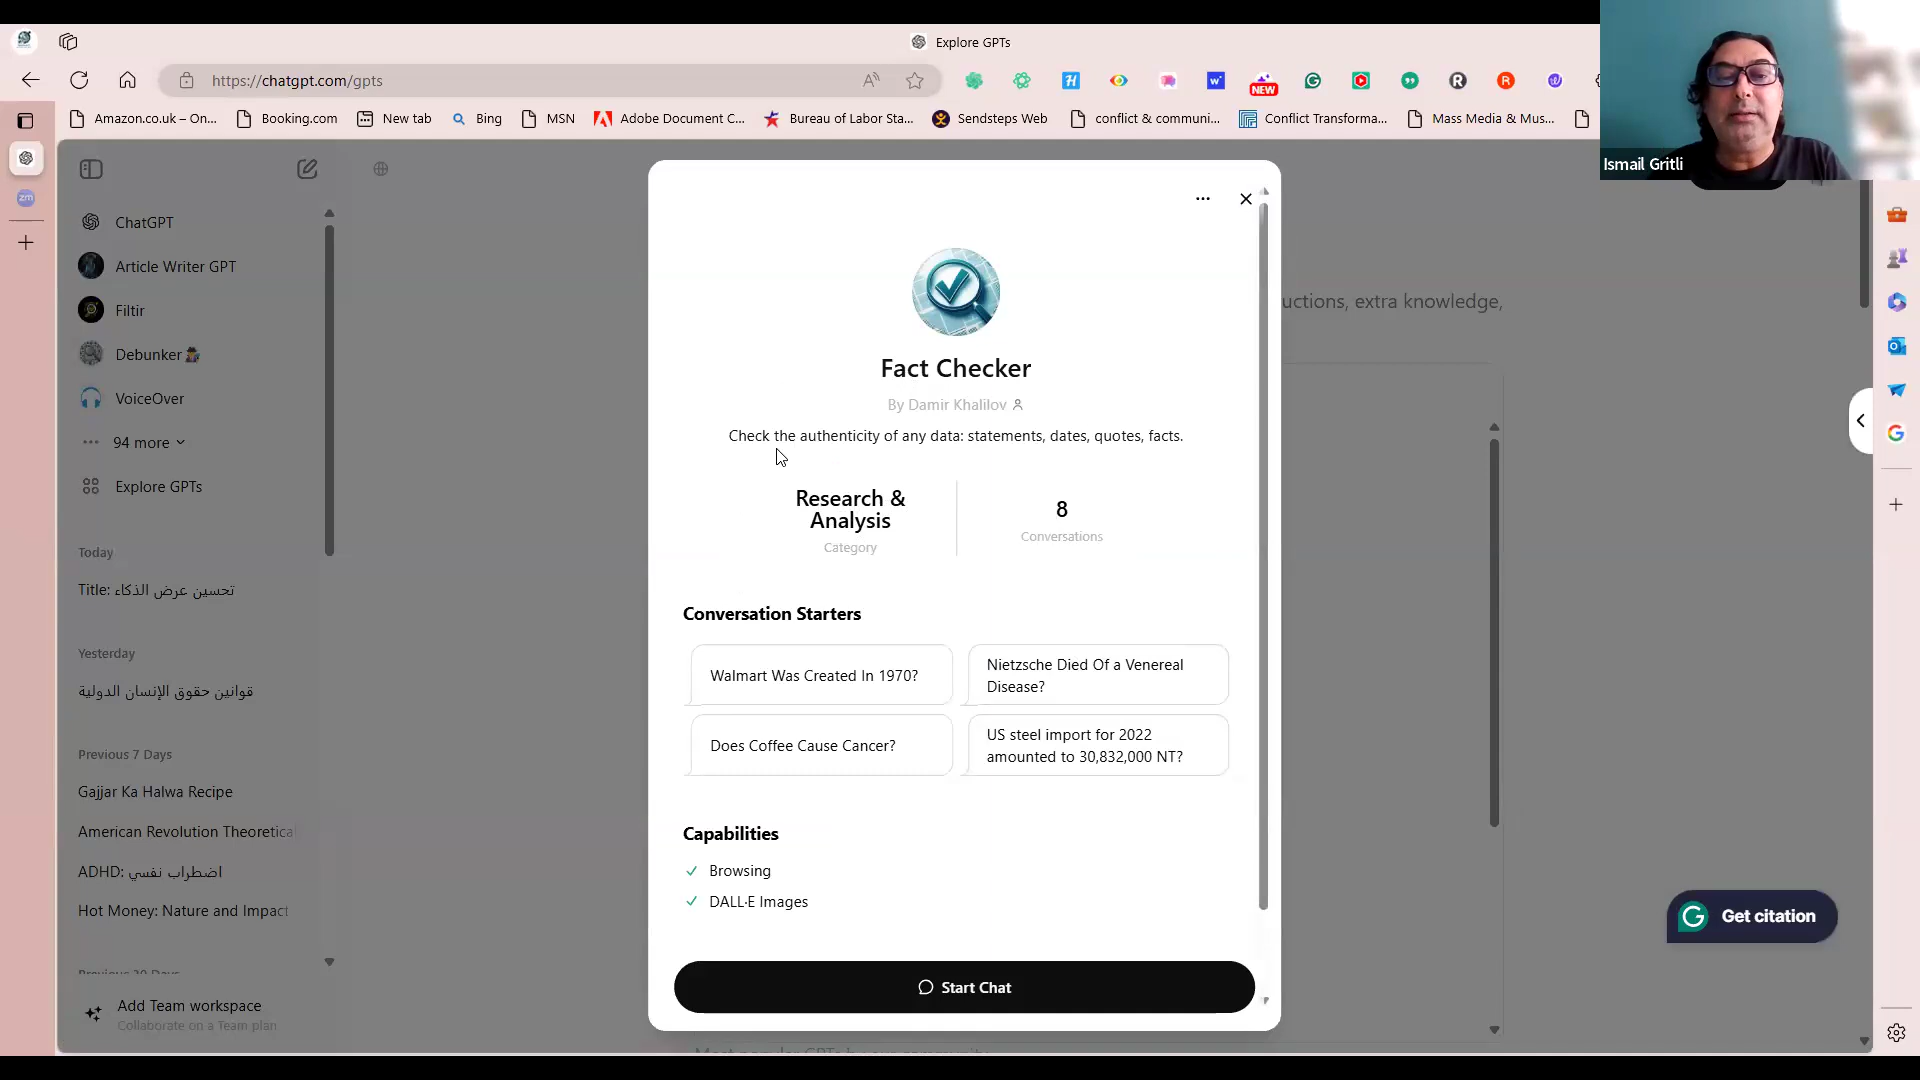 Explore GPTs
https://chatgpt.com/gpts
NEW
Amazon.co.uk – On...
Booking.com
New tab
Bing
MSN
Adobe Document C...
Bureau of Labor Sta...
Sendsteps Web
conflict & communi...
Conflict Transforma...
Mass Media & Mus...
Ismail Gritli
zm
ChatGPT
Article Writer GPT
Filtir
Debunker
VoiceOver
94 more
Explore GPTs
Today
Title: تحسين عرض الذكاء
Yesterday
قوانين حقوق الإنسان الدولية
Previous 7 Days
Gajjar Ka Halwa Recipe
American Revolution Theoretical
ADHD: اضطراب نفسي
Hot Money: Nature and Impact
Previous 30 Days
Add Team workspace
Collaborate on a Team plan
uctions, extra knowledge,
Fact Checker
By Damir Khalilov
Check the authenticity of any data: statements, dates, quotes, facts.
Research &
Analysis
Category
8
Conversations
Conversation Starters
Walmart Was Created In 1970?
Nietzsche Died Of a Venereal
Disease?
Does Coffee Cause Cancer?
US steel import for 2022
amounted to 30,832,000 NT?
Capabilities
Browsing
DALL·E Images
Start Chat
Get citation